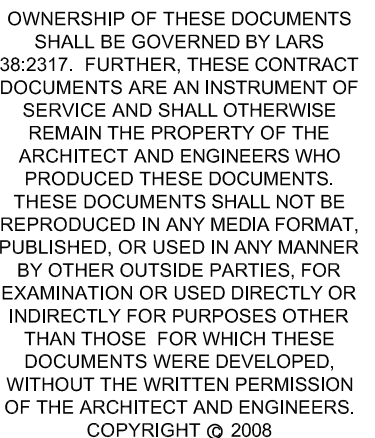 OWNERSHIP OF THESE DOCUMENTS
SHALL BE GOVERNED BY LARS
38:2317. FURTHER, THESE CONTRACT
DOCUMENTS ARE AN INSTRUMENT OF
SERVICE AND SHALL OTHERWISE
REMAIN THE PROPERTY OF THE
ARCHITECT AND ENGINEERS WHO
PRODUCED THESE DOCUMENTS.
THESE DOCUMENTS SHALL NOT BE
REPRODUCED IN ANY MEDIA FORMAT,
PUBLISHED, OR USED IN ANY MANNER
BY OTHER OUTSIDE PARTIES, FOR
EXAMINATION OR USED DIRECTLY OR
INDIRECTLY FOR PURPOSES OTHER
THAN THOSE FOR WHICH THESE
DOCUMENTS WERE DEVELOPED,
WITHOUT THE WRITTEN PERMISSION
OF THE ARCHITECT AND ENGINEERS.
COPYRIGHT © 2008